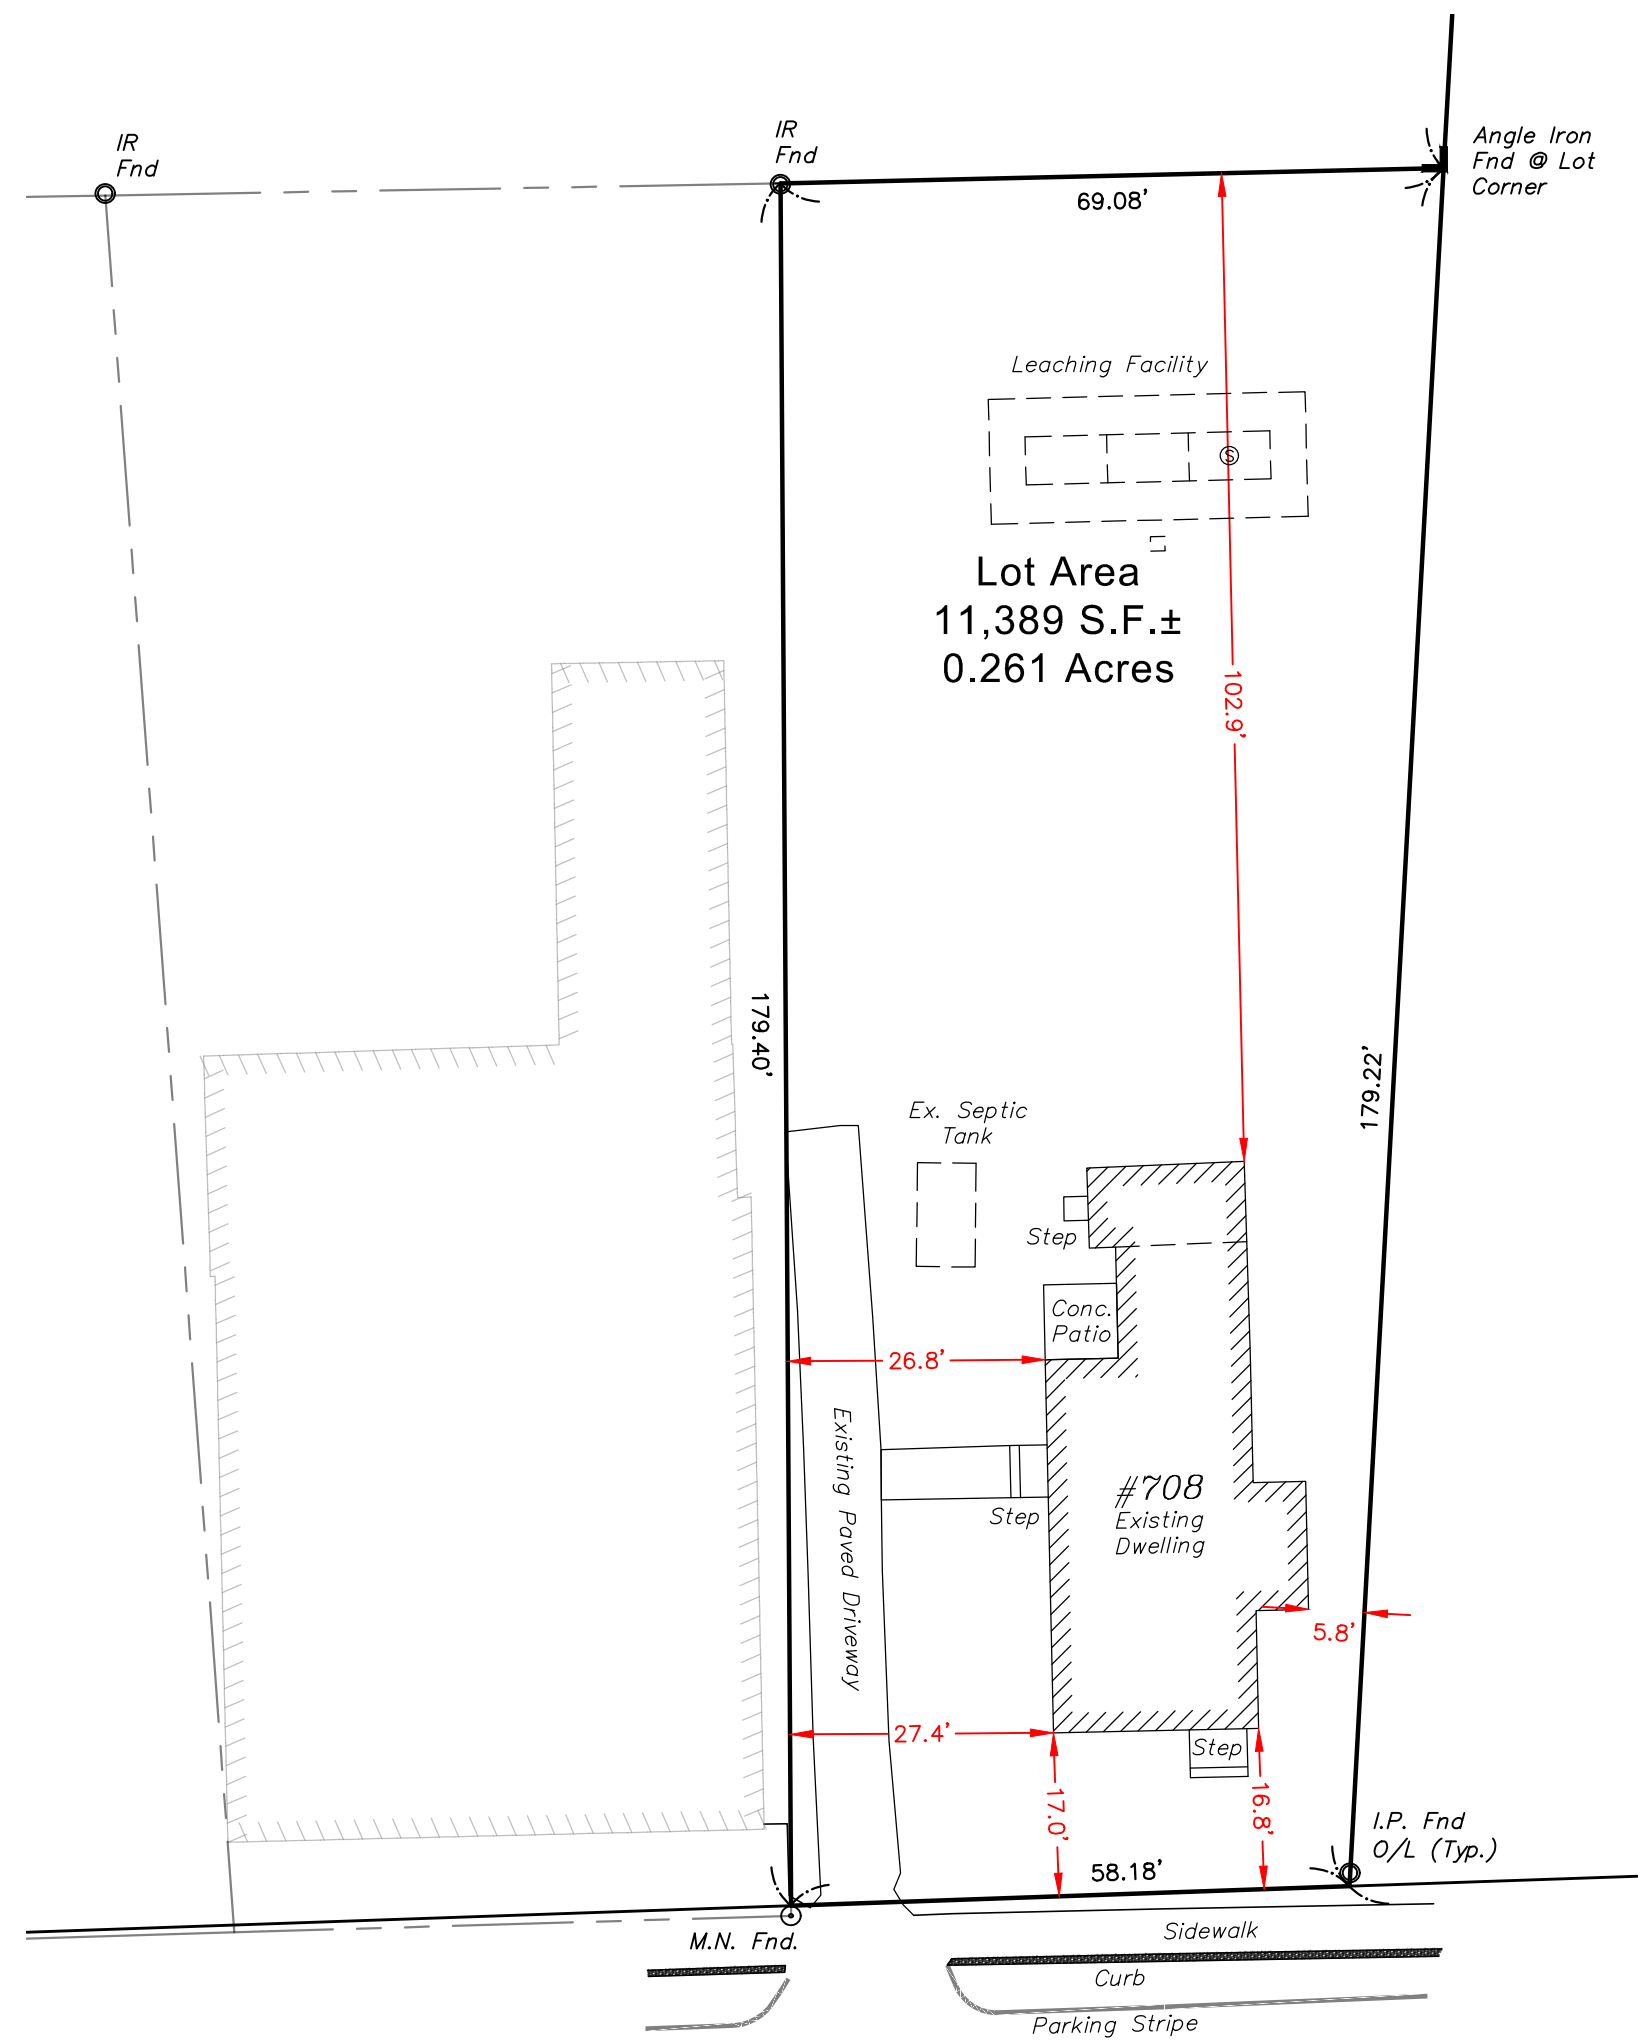 IR
Fnd
IR
Fnd
Angle Iron
Fnd @ Lot
Corner
69.08'
Leaching Facility
S
Lot Area
11,389 S.F.±
0.261 Acres
102.9'
179.40'
179.22'
Ex. Septic
Tank
Step
Conc.
Patio
26.8'
Existing Paved Driveway
#708
Existing
Dwelling
Step
5.8'
27.4'
Step
17.0'
16.8'
I.P. Fnd
O/L (Typ.)
58.18'
M.N. Fnd.
Sidewalk
Curb
Parking Stripe